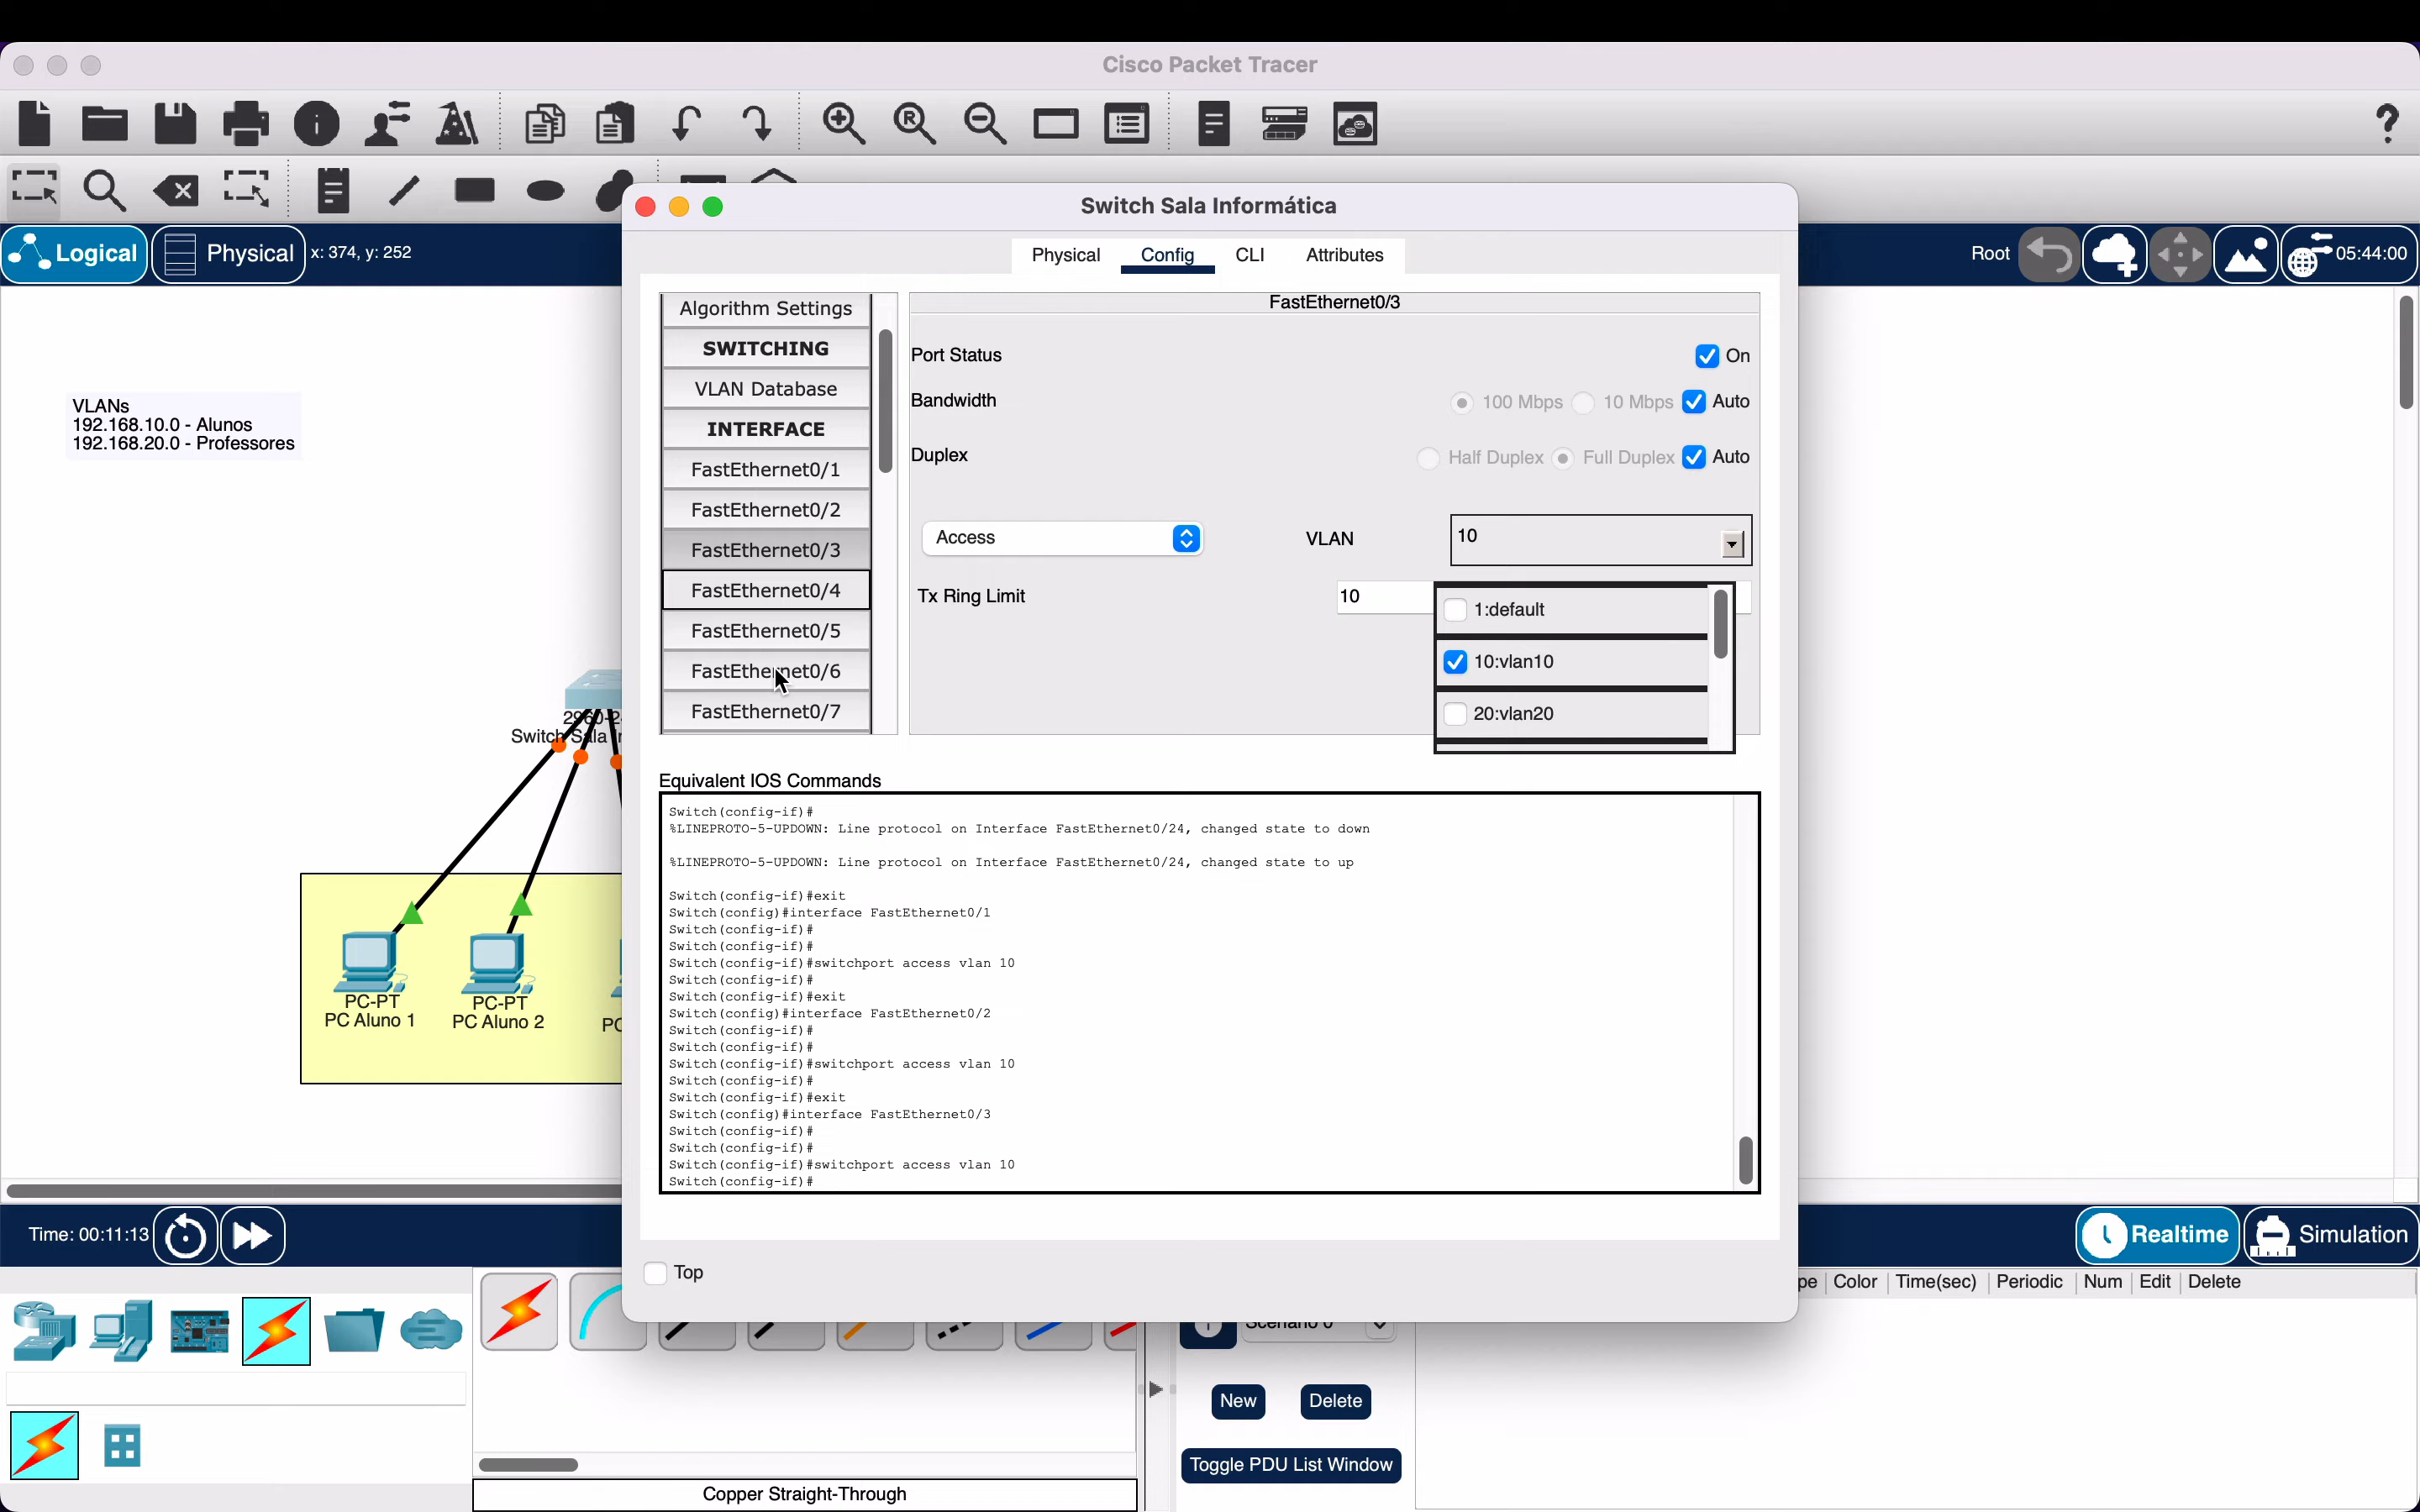 Cisco Packet Tracer
Logical
Physical
x: 374, y: 252
Root
05:44:00
VLANs
192.168.10.0 - Alunos
192.168.20.0 - Professores
Switch Sala
PC-PT
PC Aluno 1
PC-PT
PC Aluno 2
Switch Sala Informática
Physical
Config
CLI
Attributes
Algorithm Settings
SWITCHING
VLAN Database
INTERFACE
FastEthernet0/1
FastEthernet0/2
FastEthernet0/3
FastEthernet0/4
FastEthernet0/5
FastEthernet0/6
FastEthernet0/7
FastEthernet0/3
Port Status
On
Bandwidth
100 Mbps
10 Mbps
Auto
Duplex
Half Duplex
Full Duplex
Auto
Access
VLAN
10
Tx Ring Limit
10
1:default
10:vlan10
20:vlan20
Equivalent IOS Commands
Switch(config-if)#
%LINEPROTO-5-UPDOWN: Line protocol on Interface FastEthernet0/24, changed state to down
%LINEPROTO-5-UPDOWN: Line protocol on Interface FastEthernet0/24, changed state to up
Switch(config-if)#exit
Switch(config)#interface FastEthernet0/1
Switch(config-if)#
Switch(config-if)#
Switch(config-if)#switchport access vlan 10
Switch(config-if)#
Switch(config-if)#exit
Switch(config)#interface FastEthernet0/2
Switch(config-if)#
Switch(config-if)#
Switch(config-if)#switchport access vlan 10
Switch(config-if)#
Switch(config-if)#exit
Switch(config)#interface FastEthernet0/3
Switch(config-if)#
Switch(config-if)#
Switch(config-if)#switchport access vlan 10
Switch(config-if)#
Top
Time: 00:11:13
Realtime
Simulation
Color
Time(sec)
Periodic
Num
Edit
Delete
Scenario 0
New
Delete
Toggle PDU List Window
Copper Straight-Through